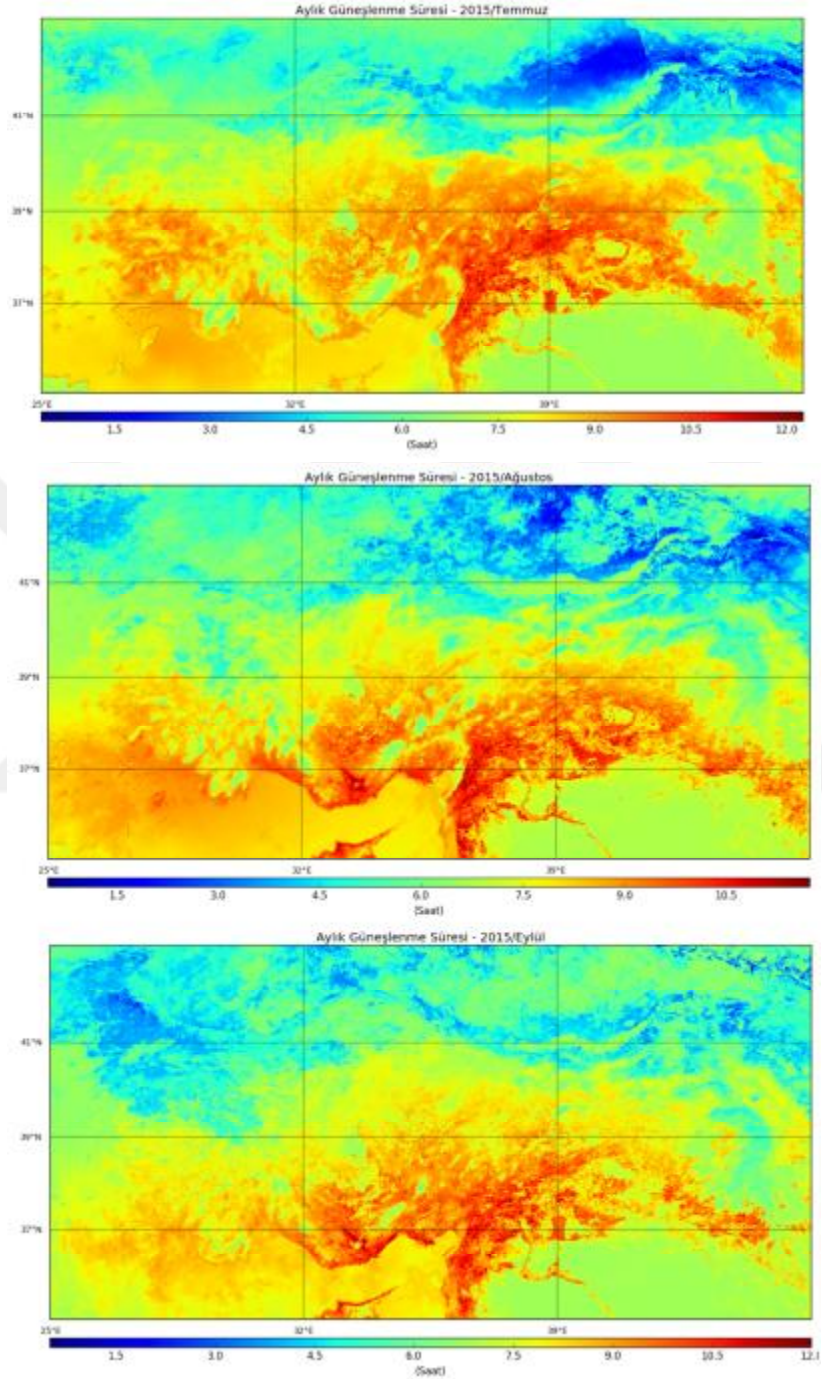 Aylık Güneşlenme Süresi - 2015/Temmuz
41°N
39°N
37°N
25°E 32°E 39°E
1.5 3.0 4.5 6.0 7.5 9.0 10.5 12.0
(Saat)
Aylık Güneşlenme Süresi - 2015/Ağustos
41°N
39°N
37°N
25°E 32°E 39°E
1.5 3.0 4.5 6.0 7.5 9.0 10.5
(Saat)
Aylık Güneşlenme Süresi - 2015/Eylül
41°N
39°N
37°N
25°E 32°E 39°E
1.5 3.0 4.5 6.0 7.5 9.0 10.5
(Saat)